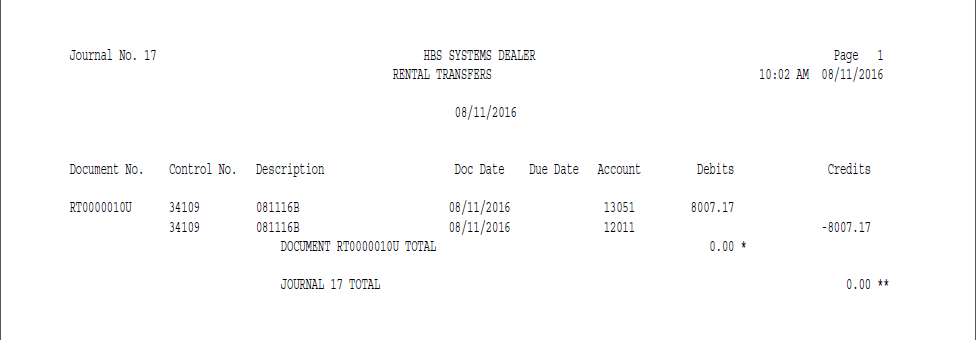 Journal No. 17 HBS SYSTEMS DEALER Page 1
RENTAL TRANSFERS 10:02 AM 08/11/2016
08/11/2016
Document No. Control No. Description Doc Date Due Date Account Debits Credits
RT0000010U 34109 081116B 08/11/2016 13051 8007.17
34109 081116B 08/11/2016 12011 -8007.17
DOCUMENT RT0000010U TOTAL 0.00 *
JOURNAL 17 TOTAL 0.00 **